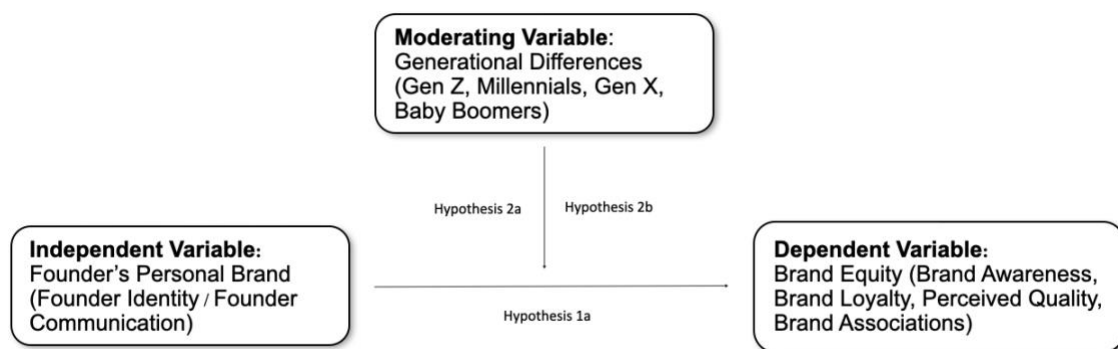 Moderating Variable:
Generational Differences
(Gen Z, Millennials, Gen X,
Baby Boomers)
Hypothesis 2a
Hypothesis 2b
Independent Variable:
Founder's Personal Brand
(Founder Identity / Founder
Communication)
Hypothesis 1a
Dependent Variable:
Brand Equity (Brand Awareness,
Brand Loyalty, Perceived Quality,
Brand Associations)